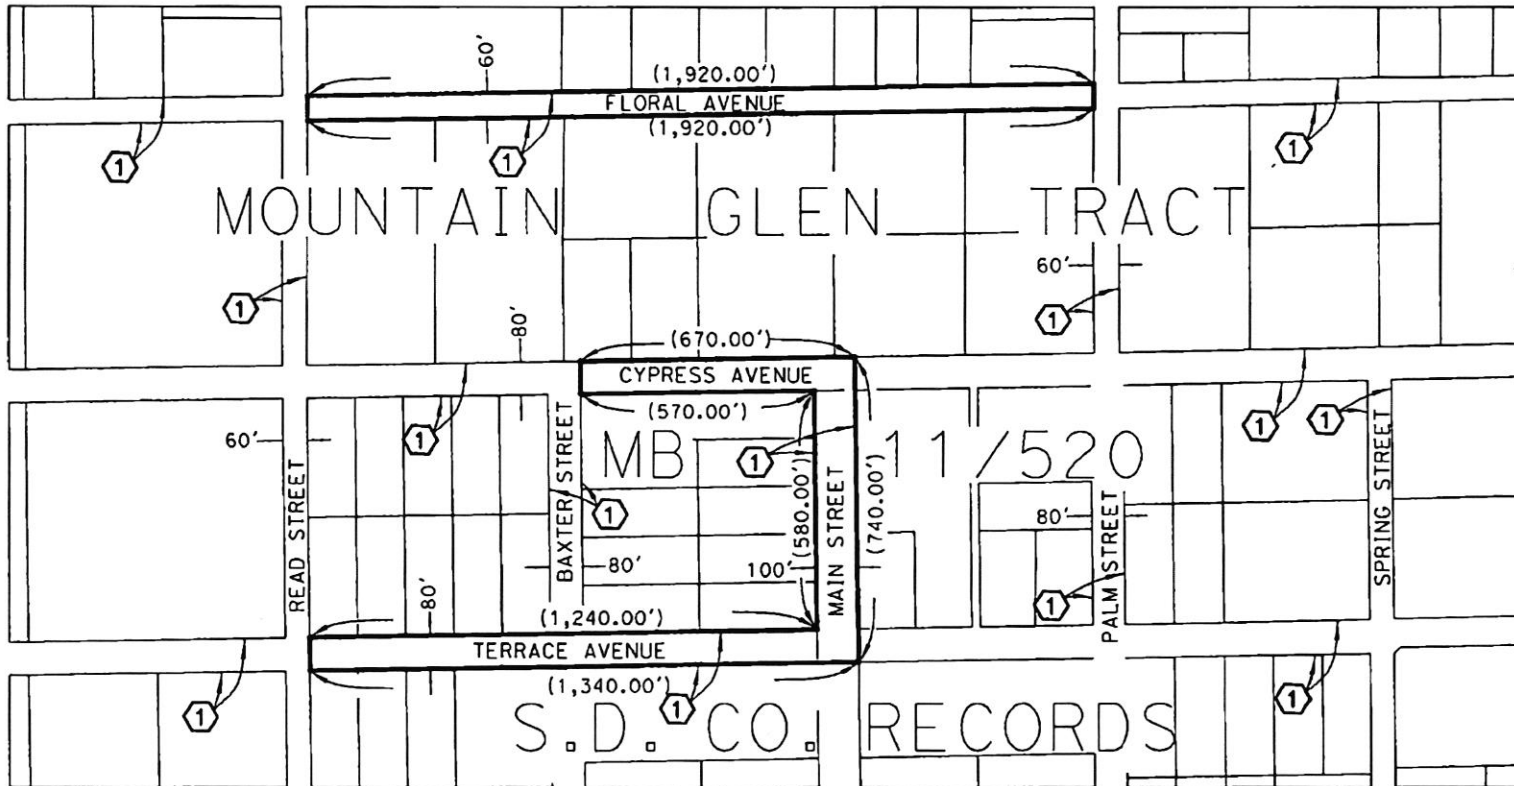 60'
(1,920.00')
FLORAL AVENUE
(1,920.00')
1
1
1
MOUNTAIN GLEN TRACT
60'
1
1
80'
(670.00')
CYPRESS AVENUE
(570.00')
1
1
1
60'
MB 11/520
1
BAXTER STREET
1
(580.00')
MAIN STREET
(740.00')
READ STREET
80'
PALM STREET
SPRING STREET
80'
100'
80'
1
(1,240.00')
TERRACE AVENUE
(1,340.00')
1
1
1
S.D. CO. RECORDS